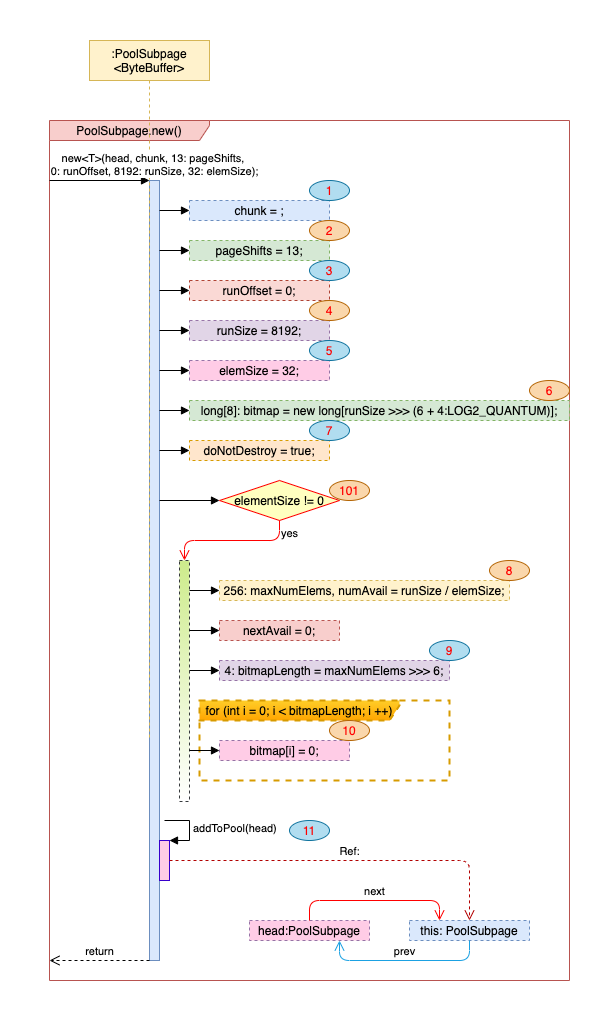 :PoolSubpage
<ByteBuffer>
PoolSubpage.new()
new<T>(head, chunk, 13: pageShifts,
0: runOffset, 8192: runSize, 32: elemSize);
1
chunk = ;
2
pageShifts = 13;
3
runOffset = 0;
4
runSize = 8192;
5
elemSize = 32;
6
long[8]: bitmap = new long[runSize >>> (6 + 4:LOG2_QUANTUM)];
7
doNotDestroy = true;
elementSize != 0
101
yes
8
256: maxNumElems, numAvail = runSize / elemSize;
nextAvail = 0;
9
4: bitmapLength = maxNumElems >>> 6;
for (int i = 0; i < bitmapLength; i ++)
10
bitmap[i] = 0;
addToPool(head)
11
Ref:
next
head:PoolSubpage
this: PoolSubpage
prev
return